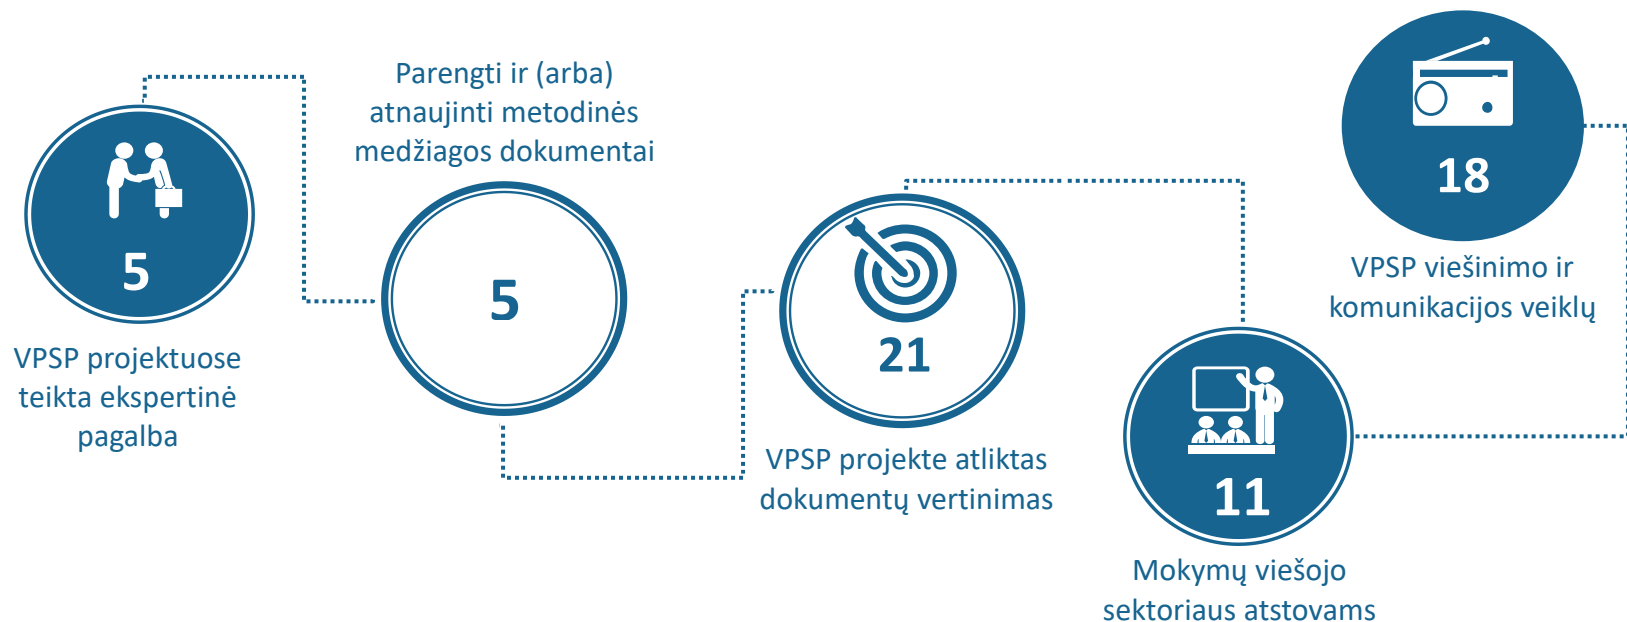 5
VPSP projektuose
teikta ekspertinė
pagalba
Parengti ir (arba)
atnaujinti metodinės
medžiagos dokumentai
5
21
VPSP projekte atliktas
dokumentų vertinimas
11
Mokymų viešojo
sektoriaus atstovams
18
VPSP viešinimo ir
komunikacijos veiklų